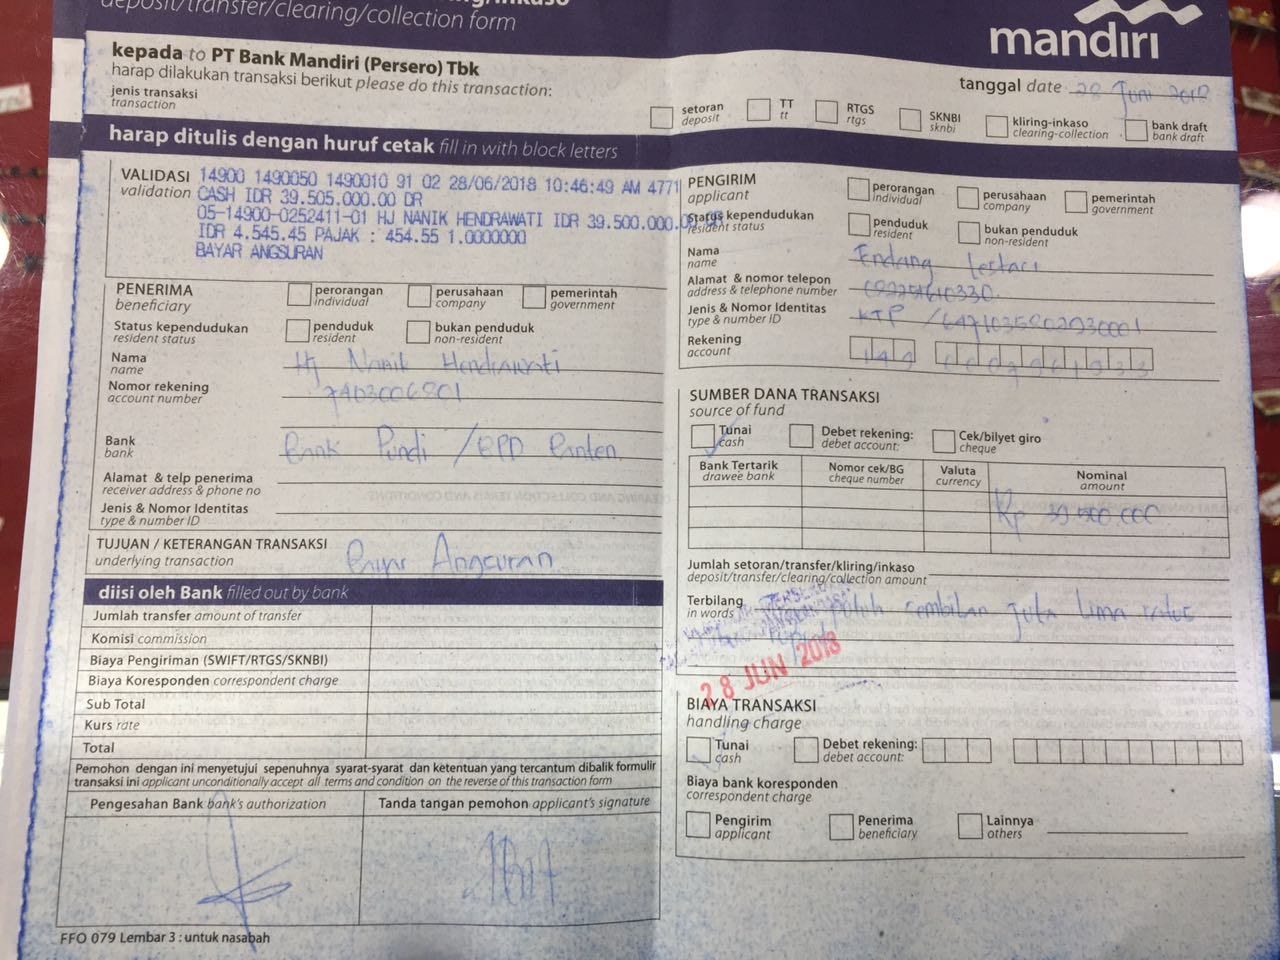 deposit/transfer/clearing/collection form
mandiri
kepada to PT Bank Mandiri (Persero) Tbk
harap dilakukan transaksi berikut please do this transaction:
tanggal date 28 Juni 2018
jenis transaksi
transaction
setoran
deposit
TT
tt
RTGS
rtgs
SKNBI
sknbi
kliring-inkaso
clearing-collection
bank draft
bank draft
harap ditulis dengan huruf cetak fill in with block letters
VALIDASI
validation
14900 1490050 1490010 91 02 28/06/2018 10:46:49 AM 4771
CASH IDR 39.505.000.00 DR
05-14900-0252411-01 HJ NANIK HENDRAWATI IDR 39.500.000.0
IDR 4.545.45 PAJAK : 454.55 1.0000000
BAYAR ANGSURAN
PENERIMA
beneficiary
perorangan
individual
perusahaan
company
pemerintah
government
Status kependudukan
resident status
penduduk
resident
bukan penduduk
non-resident
Nama
name
Hj Nanik Hendrawati
Nomor rekening
account number
Bank
bank
Bank Pundi / BPD Banten
Alamat & telp penerima
receiver address & phone no
Jenis & Nomor Identitas
type & number ID
TUJUAN / KETERANGAN TRANSAKSI
underlying transaction
Bayar Angsuran
diisi oleh Bank filled out by bank
Jumlah transfer amount of transfer
Komisi commission
Biaya Pengiriman (SWIFT/RTGS/SKNBI)
Biaya Koresponden correspondent charge
Sub Total
Kurs rate
Total
Pemohon dengan ini menyetujui sepenuhnya syarat-syarat dan ketentuan yang tercantum dibalik formulir
transaksi ini applicant unconditionally accept all terms and condition on the reverse of this transaction form
Pengesahan Bank bank's authorization
Tanda tangan pemohon applicant's signature
FFO 079 Lembar 3 : untuk nasabah
PENGIRIM
applicant
perorangan
individual
perusahaan
company
pemerintah
government
Status kependudukan
resident status
penduduk
resident
bukan penduduk
non-resident
Nama
name
Endang Lestari
Alamat & nomor telepon
address & telephone number
Jenis & Nomor Identitas
type & number ID
KTP /
Rekening
account
SUMBER DANA TRANSAKSI
source of fund
Tunai
cash
Debet rekening:
debet account:
Cek/bilyet giro
cheque
Bank Tertarik
drawee bank
Nomor cek/BG
cheque number
Valuta
currency
Nominal
amount
Rp 39.500.000
Jumlah setoran/transfer/kliring/inkaso
deposit/transfer/clearing/collection amount
Terbilang
in words
puluh sembilan juta lima ratus
28 JUN 2018
BIAYA TRANSAKSI
handling charge
Tunai
cash
Debet rekening:
debet account:
Biaya bank koresponden
correspondent charge
Pengirim
applicant
Penerima
beneficiary
Lainnya
others